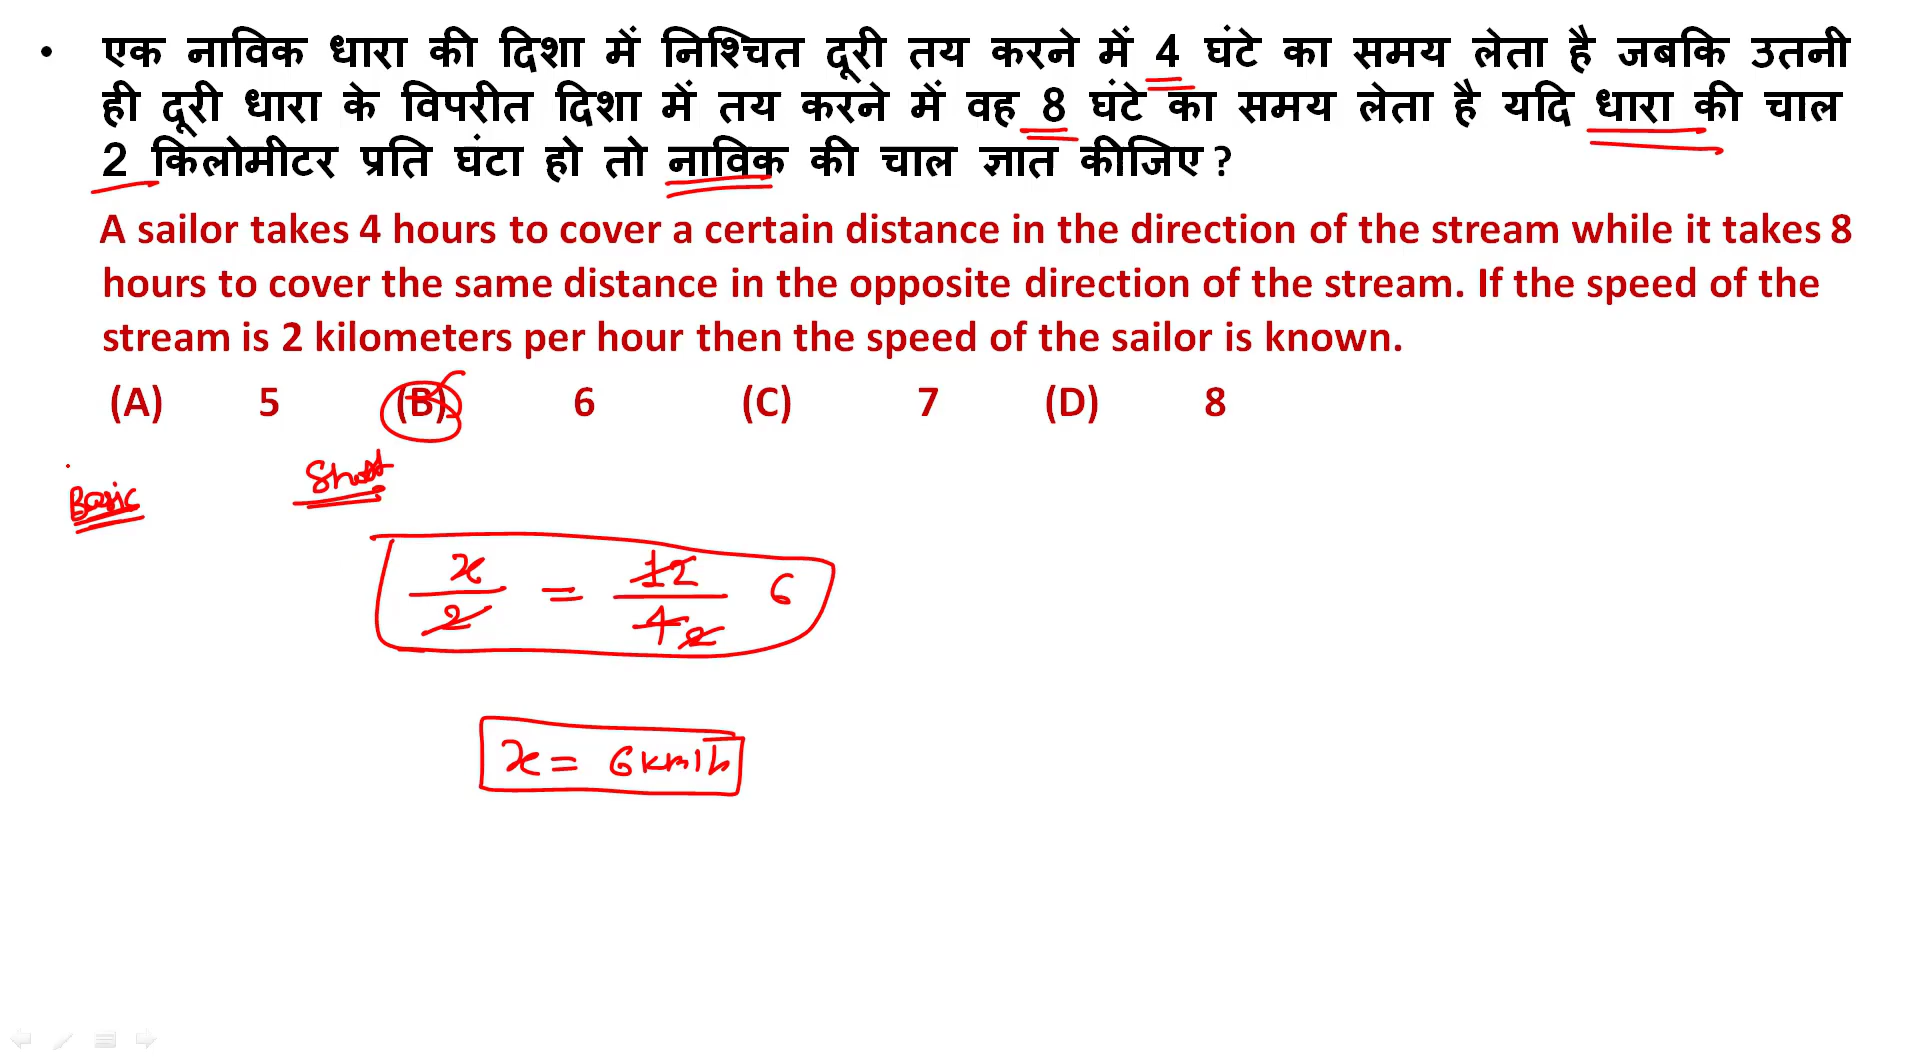 • एक नाविक धारा की दिशा में निश्चित दूरी तय करने में 4 घंटे का समय लेता है जबकि उतनी
ही दूरी धारा के विपरीत दिशा में तय करने में वह 8 घंटे का समय लेता है यदि धारा की चाल
2 किलोमीटर प्रति घंटा हो तो नाविक की चाल ज्ञात कीजिए ?
A sailor takes 4 hours to cover a certain distance in the direction of the stream while it takes 8
hours to cover the same distance in the opposite direction of the stream. If the speed of the
stream is 2 kilometers per hour then the speed of the sailor is known.
(A) 5 (B) 6 (C) 7 (D) 8
Basic Short
x/2 = 12/4 2 6
x = 6 km/h